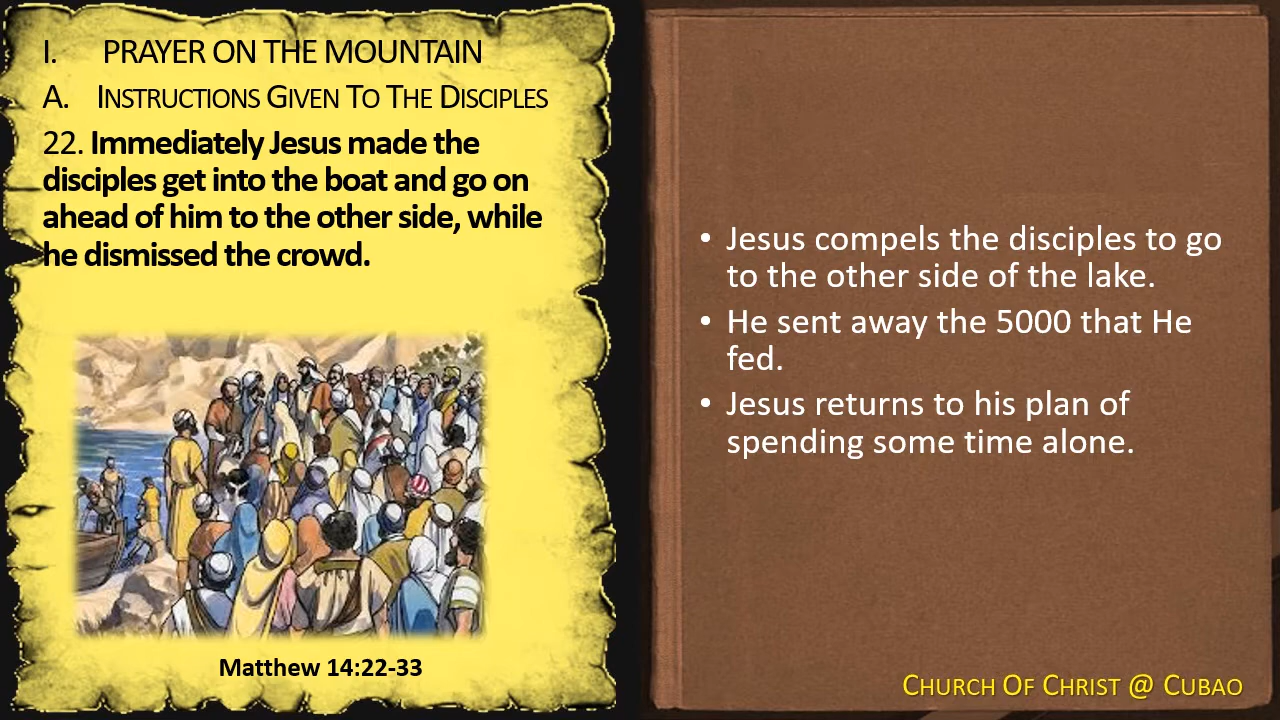 I. PRAYER ON THE MOUNTAIN
A. INSTRUCTIONS GIVEN TO THE DISCIPLES
22. Immediately Jesus made the
disciples get into the boat and go on
ahead of him to the other side, while
he dismissed the crowd.
Matthew 14:22-33
• Jesus compels the disciples to go
to the other side of the lake.
• He sent away the 5000 that He
fed.
• Jesus returns to his plan of
spending some time alone.
CHURCH OF CHRIST @ CUBAO